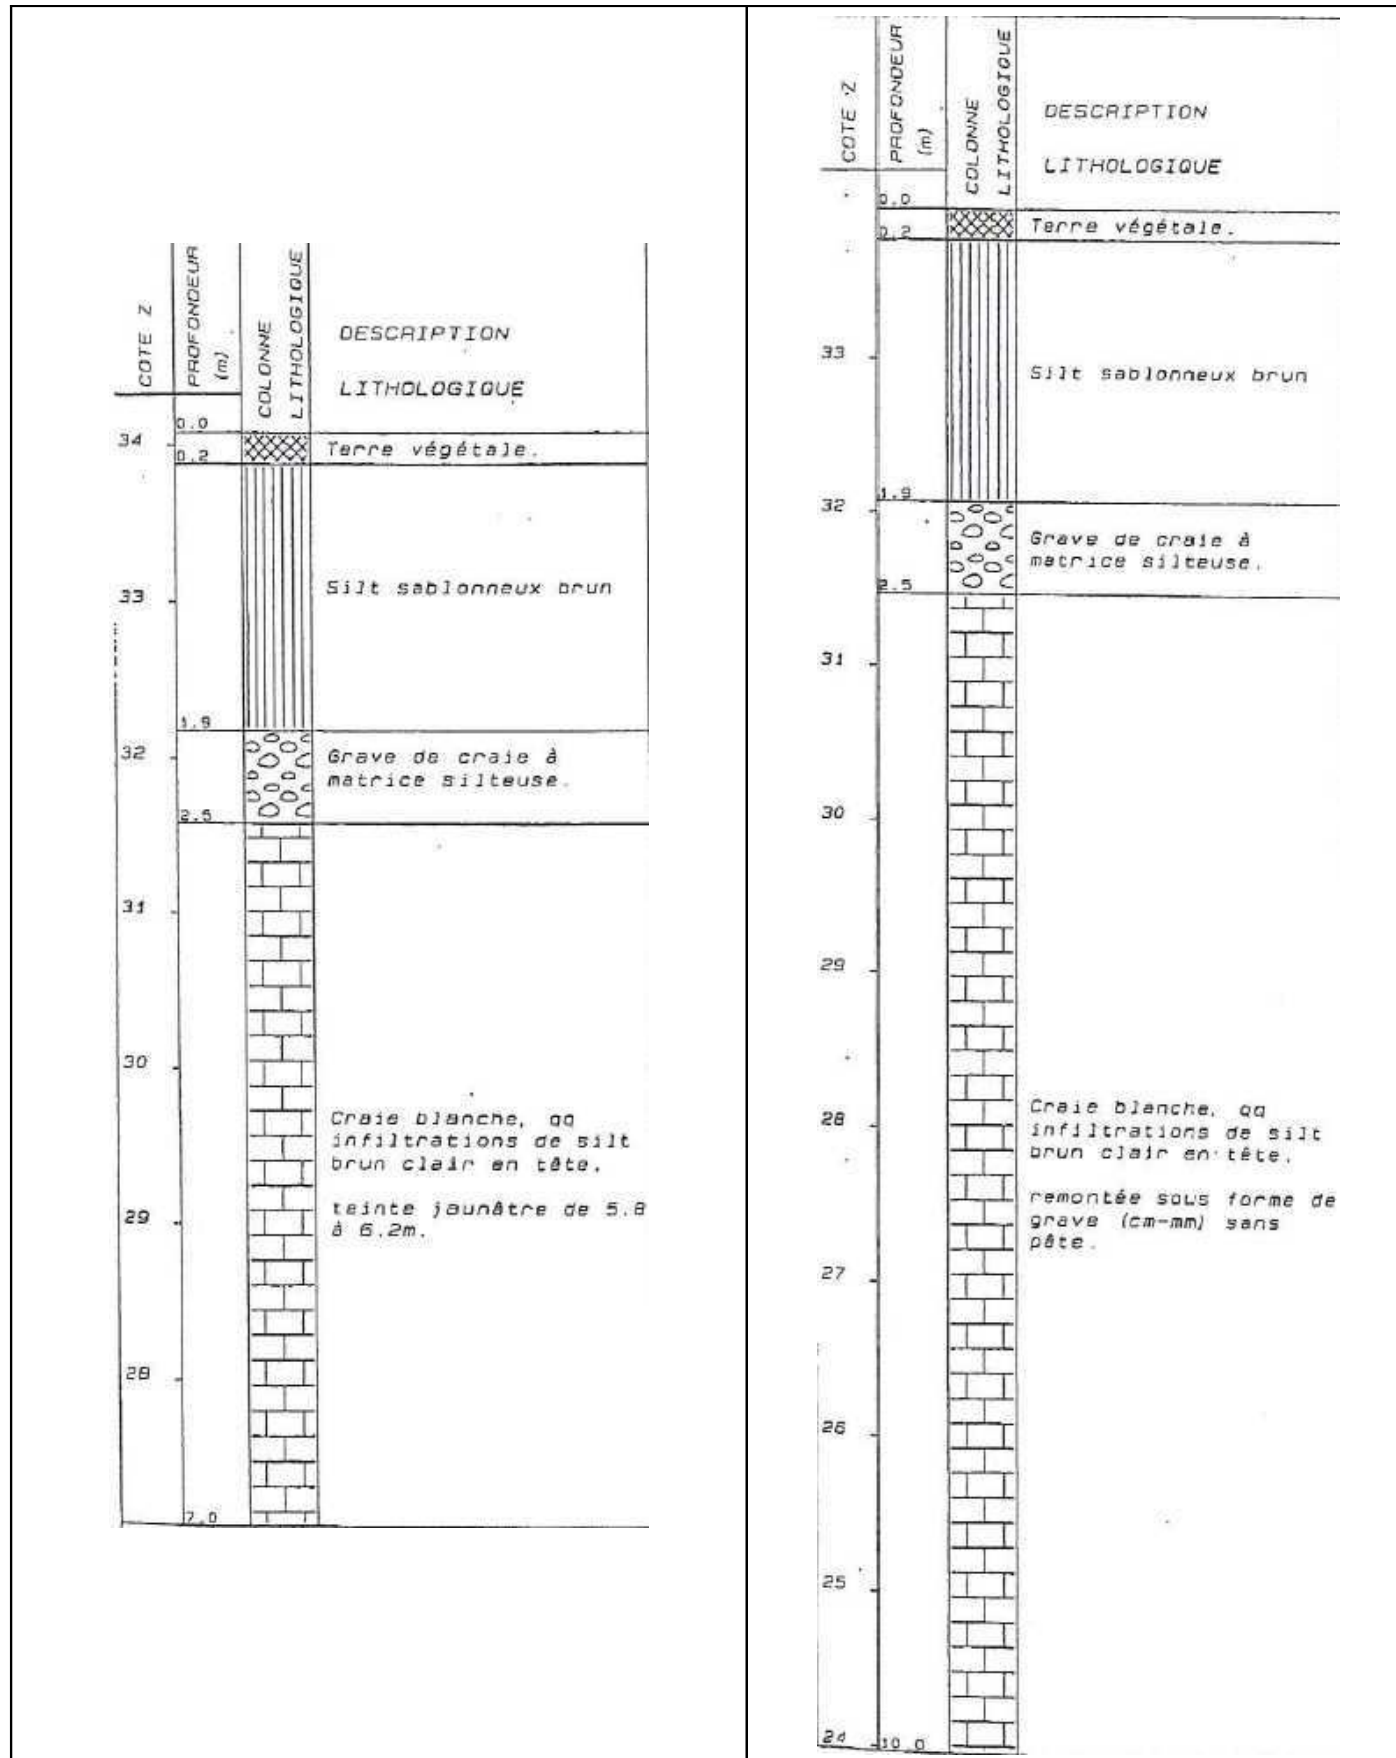 COTE Z
PROFONDEUR
(m)
COLONNE
LITHOLOGIQUE
DESCRIPTION
LITHOLOGIQUE
0.0
34
0.2
Terre végétale.
Silt sablonneux brun
33
1.9
32
Grave de craie à
matrice silteuse.
2.5
31
30
Craie blanche, qq
infiltrations de silt
brun clair en tête.
teinte jaunâtre de 5.8
à 6.2m.
29
28
7.0
COTE Z
PROFONDEUR
(m)
COLONNE
LITHOLOGIQUE
DESCRIPTION
LITHOLOGIQUE
0.0
0.2
Terre végétale.
33
Silt sablonneux brun
1.9
32
Grave de craie à
matrice silteuse.
2.5
31
30
29
28
Craie blanche, qq
infiltrations de silt
brun clair en tête.
remontée sous forme de
grave (cm-mm) sans
pâte.
27
26
25
24
10.0